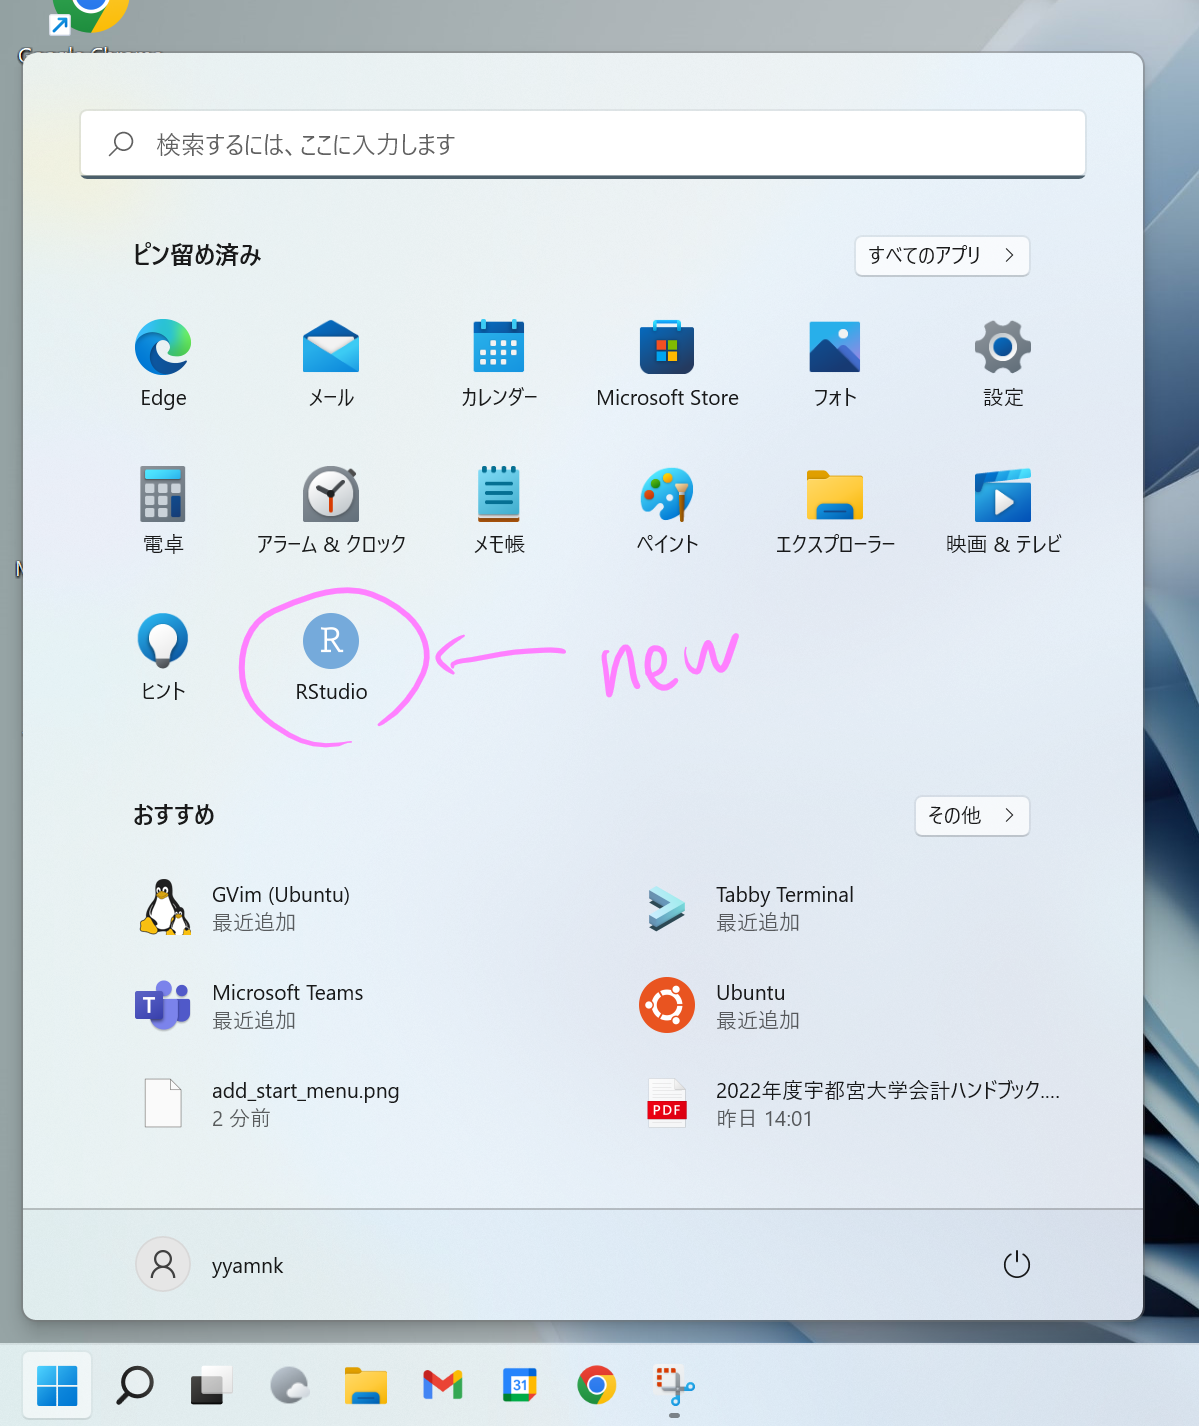 検索するには、ここに入力します
ピン留め済み
すべてのアプリ
Edge
メール
カレンダー
Microsoft Store
フォト
設定
電卓
アラーム & クロック
メモ帳
ペイント
エクスプローラー
映画 & テレビ
ヒント
R
RStudio
new
おすすめ
その他
GVim (Ubuntu)
最近追加
Tabby Terminal
最近追加
T
Microsoft Teams
最近追加
Ubuntu
最近追加
add_start_menu.png
2 分前
PDF
2022年度宇都宮大学会計ハンドブック....
昨日 14:01
yyamnk
31